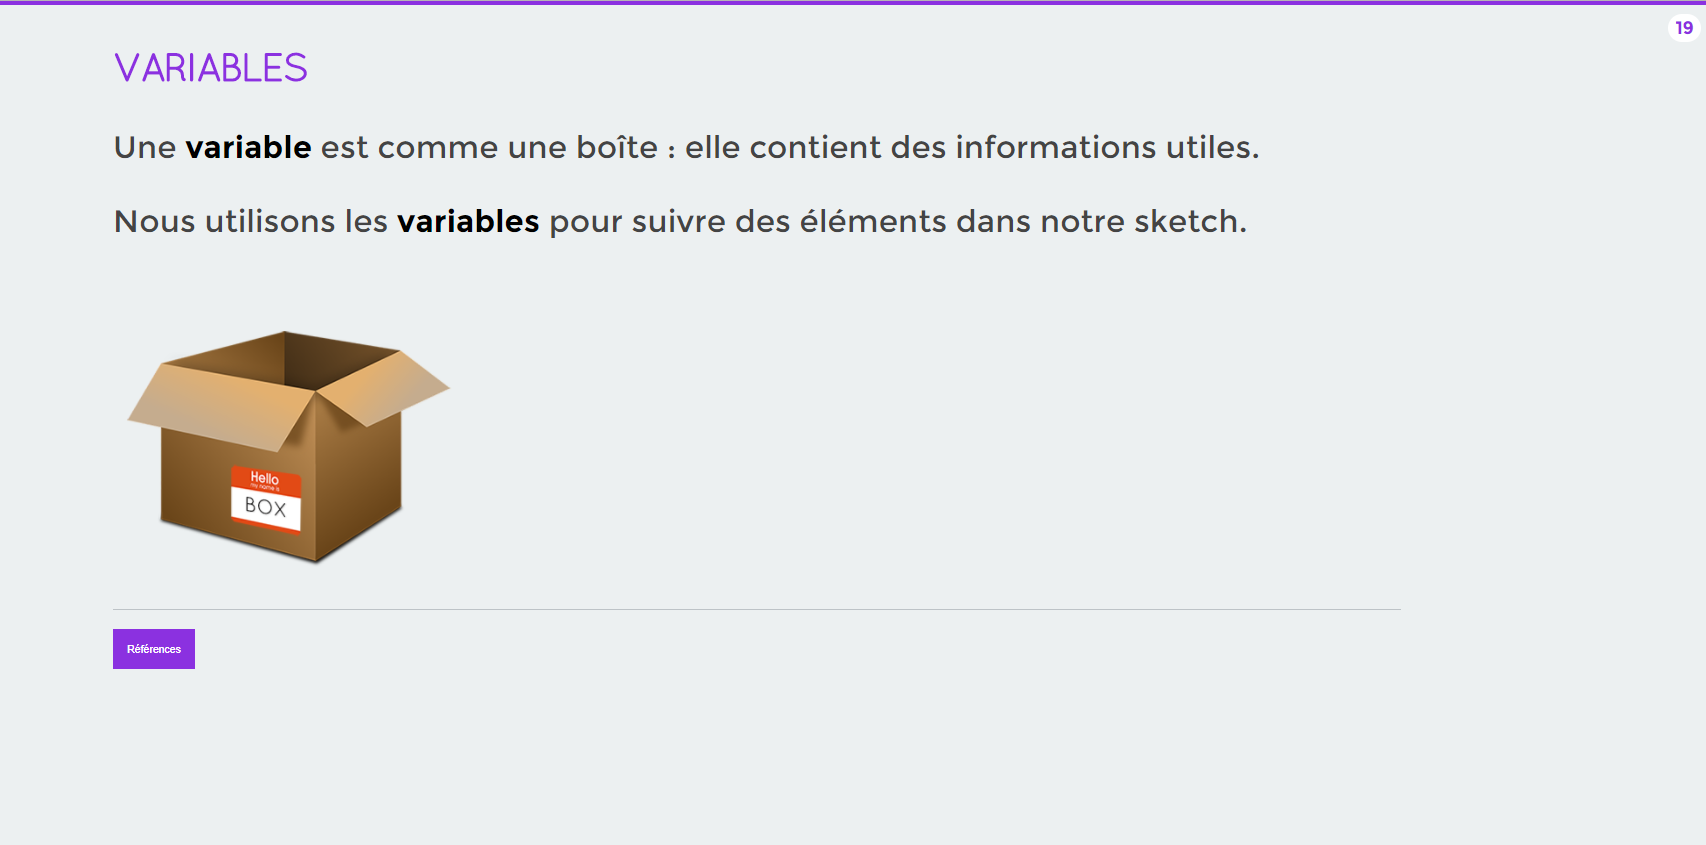 19
VARIABLES
Une variable est comme une boîte : elle contient des informations utiles.
Nous utilisons les variables pour suivre des éléments dans notre sketch.
Hello
my name is
BOX
Références